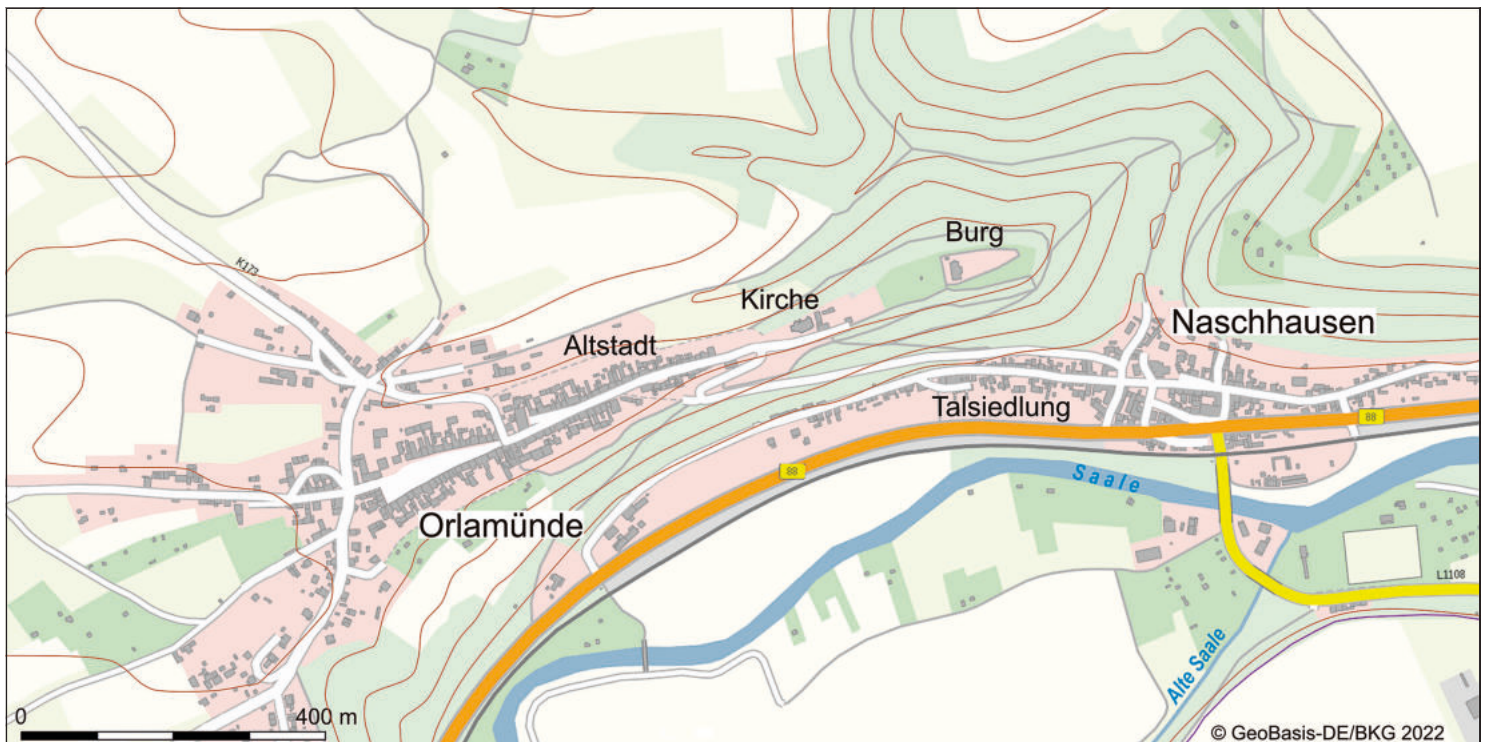 K173
Burg
Kirche
Naschhausen
Altstadt
Talsiedlung
88
88
Saale
Orlamünde
L1108
Alte Saale
0 400 m
© GeoBasis-DE/BKG 2022